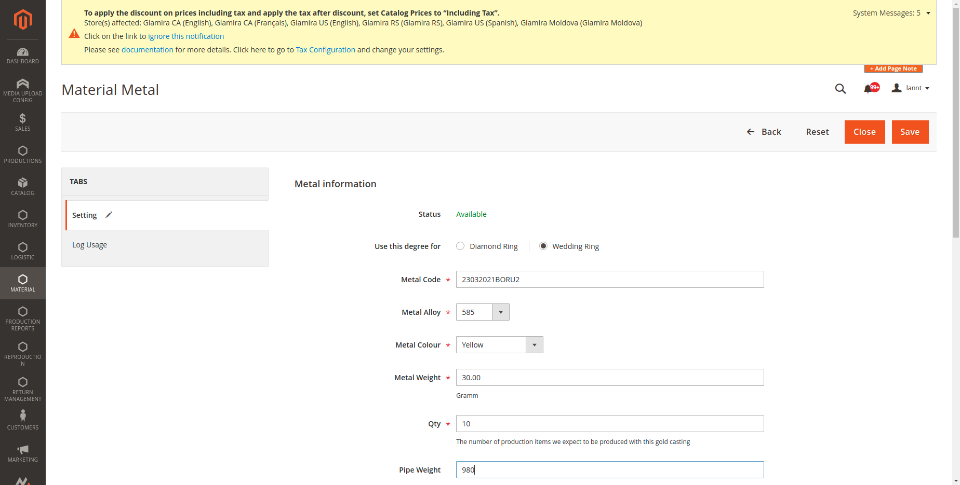 To apply the discount on prices including tax and apply the tax after discount, set Catalog Prices to "Including Tax".
Store(s) affected: Glamira CA (English), Glamira CA (Français), Glamira US (English), Glamira RS (Glamira RS), Glamira US (Spanish), Glamira Moldova (Glamira Moldova)
Click on the link to ignore this notification
Please see documentation for more details. Click here to go to Tax Configuration and change your settings.
System Messages: 5
+ Add Page Note
Material Metal
99+
lannt
Back
Reset
Close
Save
DASHBOARD
MEDIA UPLOAD CONFIG
SALES
PRODUCTIONS
CATALOG
INVENTORY
LOGISTIC
MATERIAL
PRODUCTION REPORTS
REPRODUCTIO
N
RETURN MANAGEMENT
CUSTOMERS
MARKETING
TABS
Setting
Log Usage
Metal information
Status Available
Use this degree for Diamond Ring Wedding Ring
Metal Code * 23032021BORU2
Metal Alloy * 585
Metal Colour * Yellow
Metal Weight * 30.00
Gramm
Qty * 10
The number of production items we expect to be produced with this gold casting
Pipe Weight 980